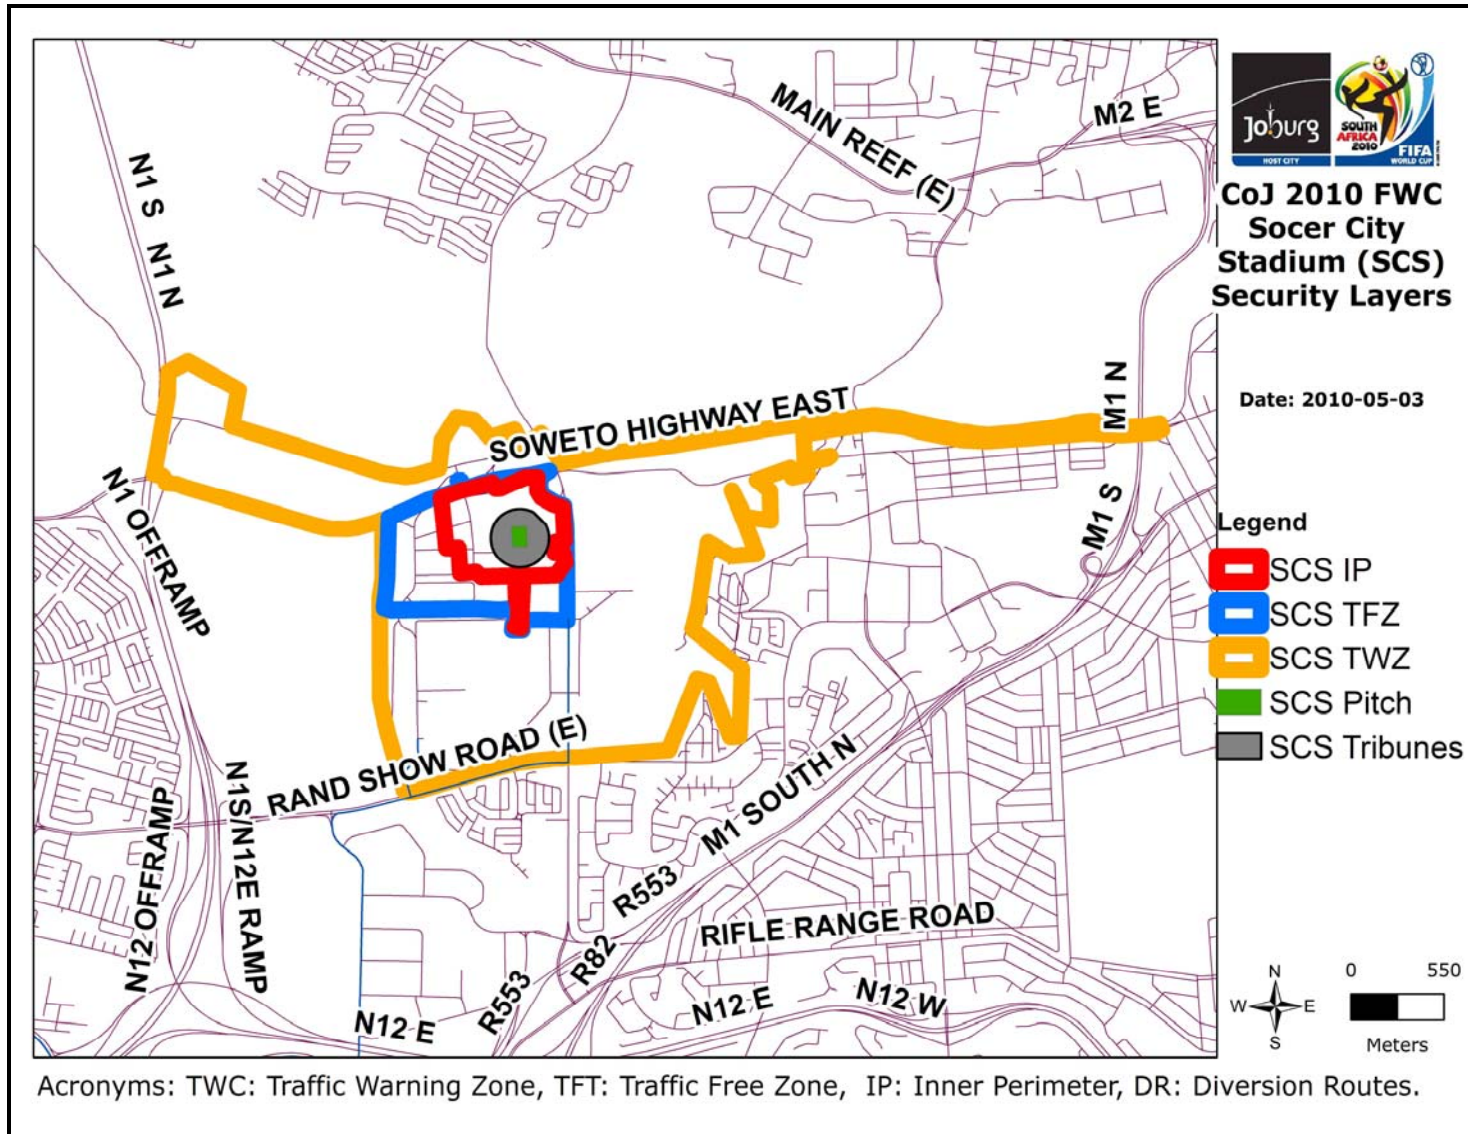 Joburg
HOST CITY
SOUTH
AFRICA
2010
FIFA
WORLD CUP
CoJ 2010 FWC
Socer City
Stadium (SCS)
Security Layers
Date: 2010-05-03
MAIN REEF (E)
M2 E
N1 S N1 N
SOWETO HIGHWAY EAST
M1 N
N1 OFFRAMP
M1 S
RAND SHOW ROAD (E)
N12 OFFRAMP
N1S/N12E RAMP
M1 SOUTH N
R553
R82
RIFLE RANGE ROAD
R553
N12 E
N12 E
N12 W
Legend
SCS IP
SCS TFZ
SCS TWZ
SCS Pitch
SCS Tribunes
N
W E
S
0 550
Meters
Acronyms: TWC: Traffic Warning Zone, TFT: Traffic Free Zone, IP: Inner Perimeter, DR: Diversion Routes.